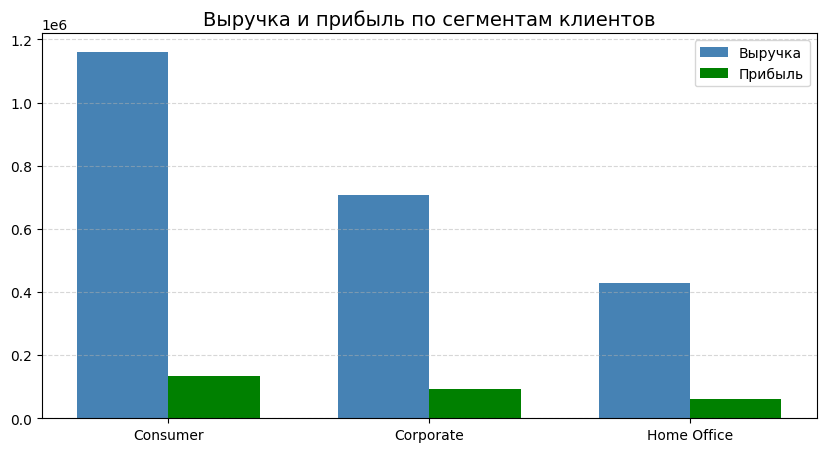 Выручка и прибыль по сегментам клиентов
1e6
1.2
1.0
0.8
0.6
0.4
0.2
0.0
Выручка
Прибыль
Consumer
Corporate
Home Office